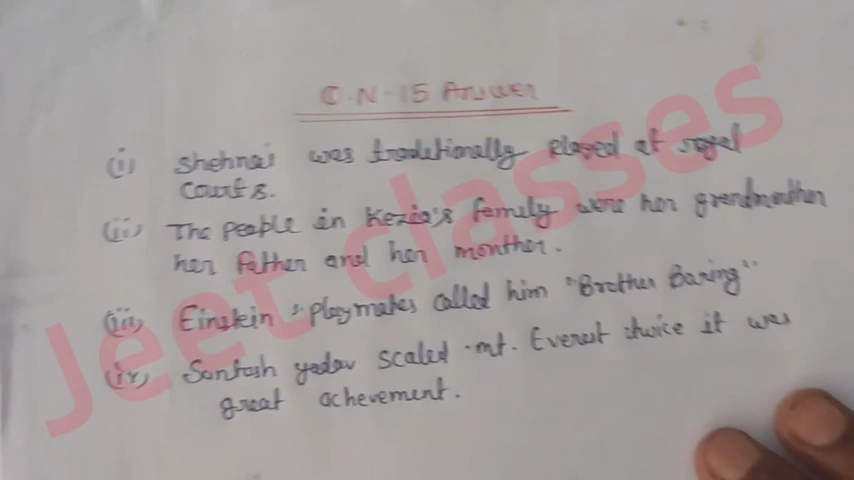 Q.N-15 Answer
(i) Shehnai was traditionally played at royal
courts.
(ii) The people in Kezia's family were her grandmother
her father and her monther.
(iii) Einstein's playmates called him "Brother Baring"
(iv) Santosh yadav scaled mt. Everest twice it was
great achevement.
Jeet classes